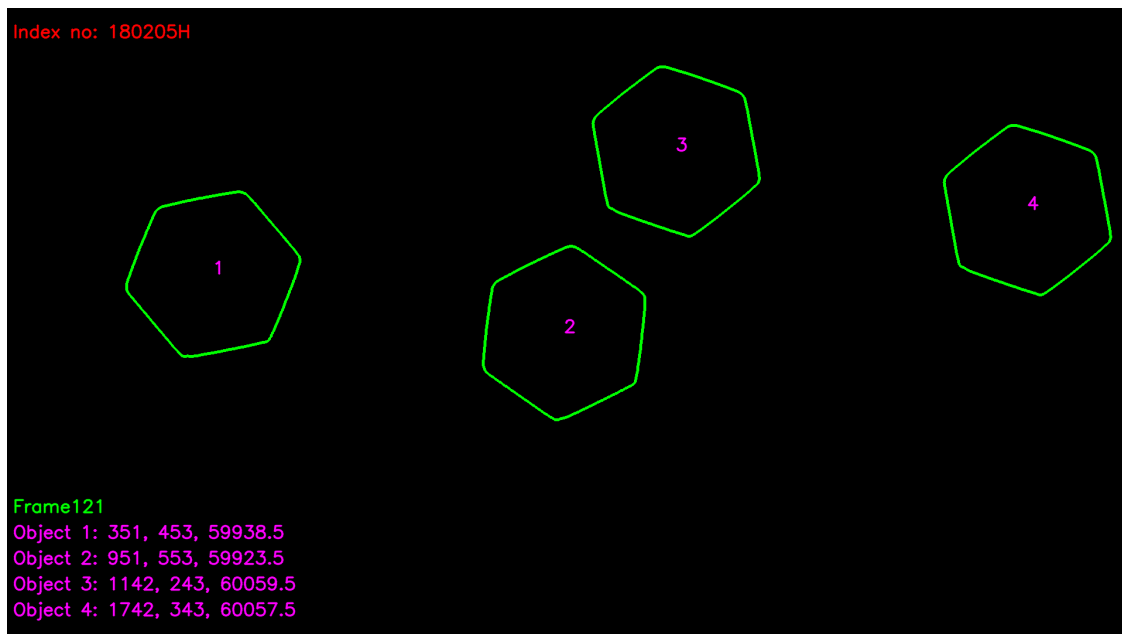 Index no: 180205H
3
4
1
2
Frame121
Object 1: 351, 453, 59938.5
Object 2: 951, 553, 59923.5
Object 3: 1142, 243, 60059.5
Object 4: 1742, 343, 60057.5